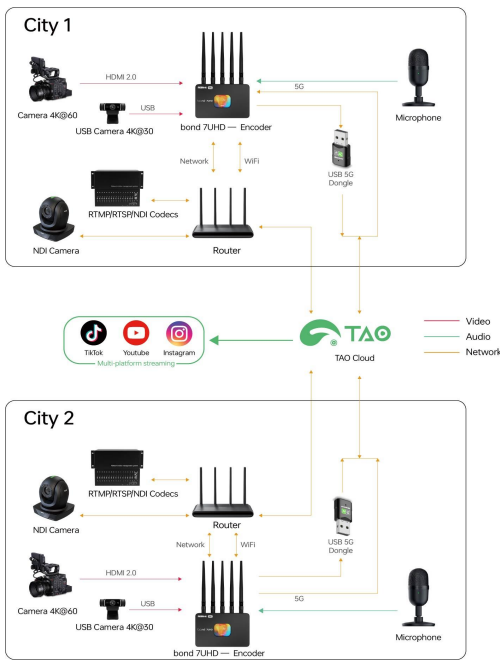 City 1
HDMI 2.0
5G
Camera 4K@60
USB
USB Camera 4K@30
bond 7UHD — Encoder
Microphone
Network
WiFi
USB 5G
Dongle
RTMP/RTSP/NDI Codecs
NDI Camera
Router
TikTok
Youtube
Instagram
Multi-platform streaming
TAO
TAO Cloud
Video
Audio
Network
City 2
RTMP/RTSP/NDI Codecs
NDI Camera
Router
USB 5G
Dongle
Network
WiFi
HDMI 2.0
5G
Camera 4K@60
USB
USB Camera 4K@30
bond 7UHD — Encoder
Microphone